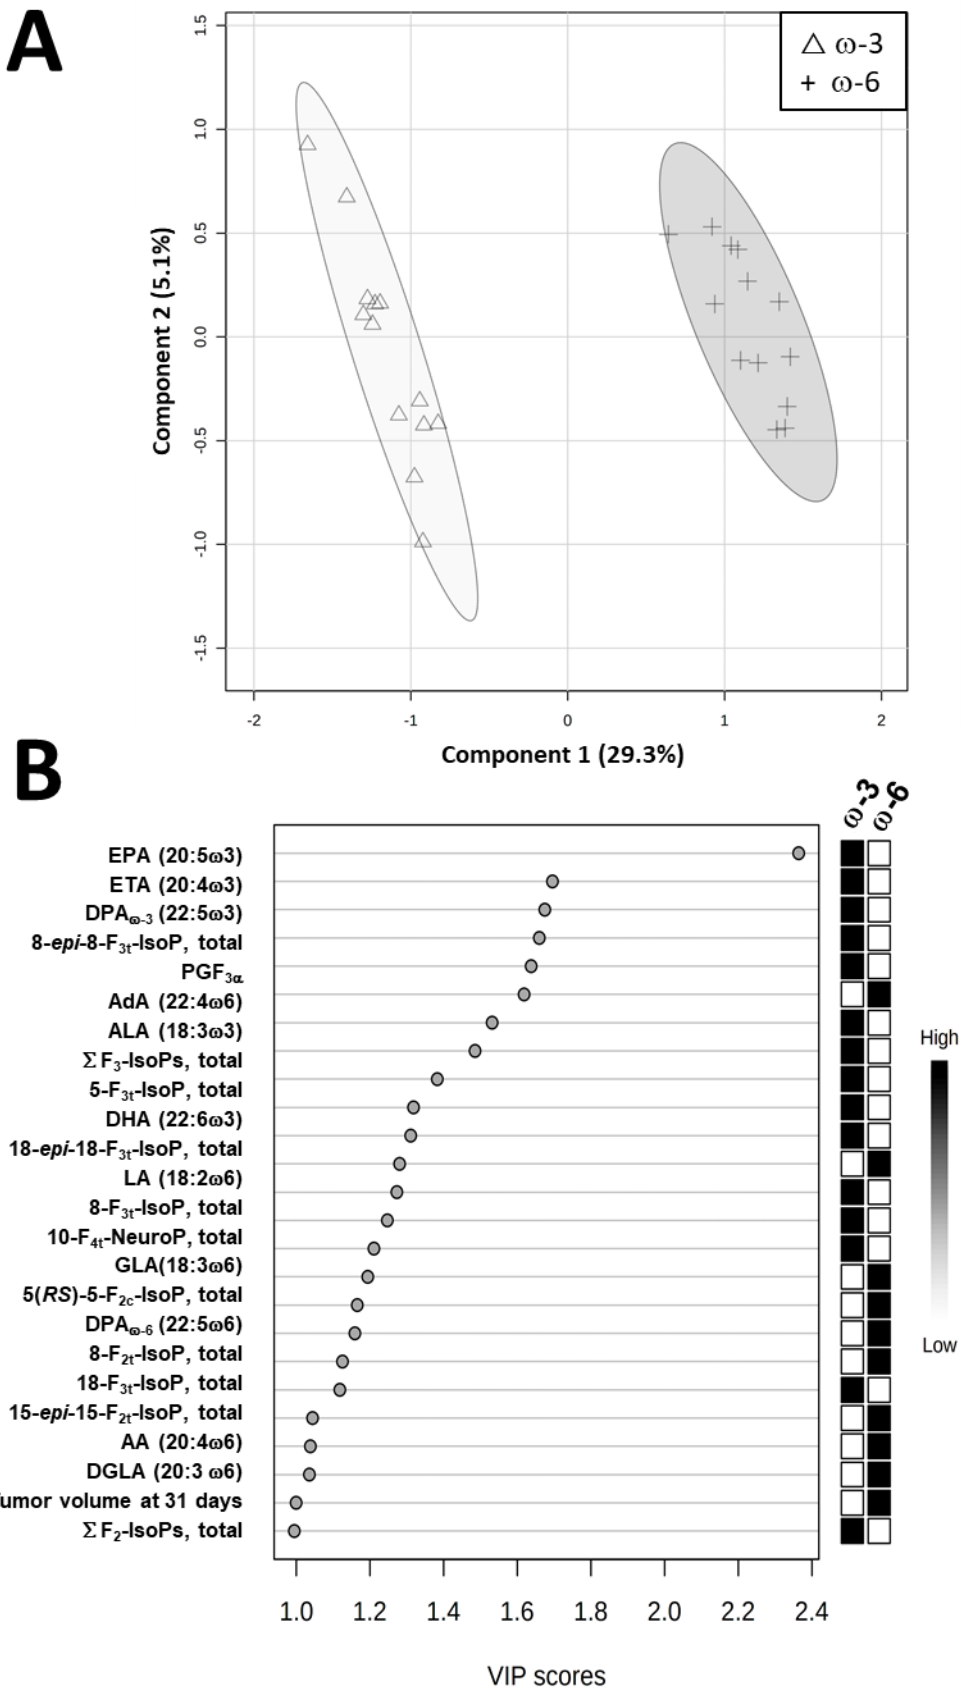 A
△ ω-3
+ ω-6
1.5
1.0
0.5
0.0
-0.5
-1.0
-1.5
Component 2 (5.1%)
-2 -1 0 1 2
Component 1 (29.3%)
B
ω-3 ω-6
EPA (20:5ω3)
ETA (20:4ω3)
DPAω-3 (22:5ω3)
8-epi-8-F3t-IsoP, total
PGF3α
AdA (22:4ω6)
ALA (18:3ω3)
Σ F3-IsoPs, total
5-F3t-IsoP, total
DHA (22:6ω3)
18-epi-18-F3t-IsoP, total
LA (18:2ω6)
8-F3t-IsoP, total
10-F4t-NeuroP, total
GLA(18:3ω6)
5(RS)-5-F2c-IsoP, total
DPAω-6 (22:5ω6)
8-F2t-IsoP, total
18-F3t-IsoP, total
15-epi-15-F2t-IsoP, total
AA (20:4ω6)
DGLA (20:3 ω6)
umor volume at 31 days
Σ F2-IsoPs, total
High
Low
1.0 1.2 1.4 1.6 1.8 2.0 2.2 2.4
VIP scores